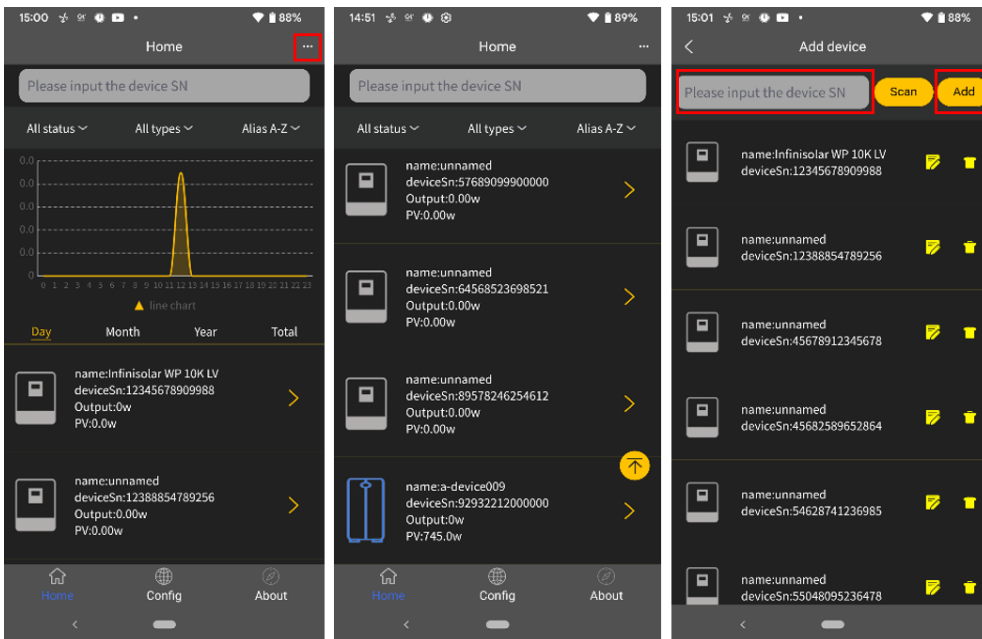 15:00
88%
Home
...
Please input the device SN
All status
All types
Alias A-Z
0.0
0.0
0.0
0.0
0.0
0
0 1 2 3 4 5 6 7 8 9 10 11 12 13 14 15 16 17 18 19 20 21 22 23
line chart
Day
Month
Year
Total
name:Infinisolar WP 10K LV
deviceSn:12345678909988
Output:0w
PV:0.0w
name:unnamed
deviceSn:12388854789256
Output:0.00w
PV:0.00w
Home
Config
About
14:51
89%
Home
...
Please input the device SN
All status
All types
Alias A-Z
name:unnamed
deviceSn:57689099900000
Output:0.00w
PV:0.00w
name:unnamed
deviceSn:64568523698521
Output:0.00w
PV:0.00w
name:unnamed
deviceSn:89578246254612
Output:0.00w
PV:0.00w
name:a-device009
deviceSn:92932212000000
Output:0w
PV:745.0w
Home
Config
About
15:01
88%
Add device
Please input the device SN
Scan
Add
name:Infinisolar WP 10K LV
deviceSn:12345678909988
name:unnamed
deviceSn:12388854789256
name:unnamed
deviceSn:45678912345678
name:unnamed
deviceSn:45682589652864
name:unnamed
deviceSn:54628741236985
name:unnamed
deviceSn:55048095236478